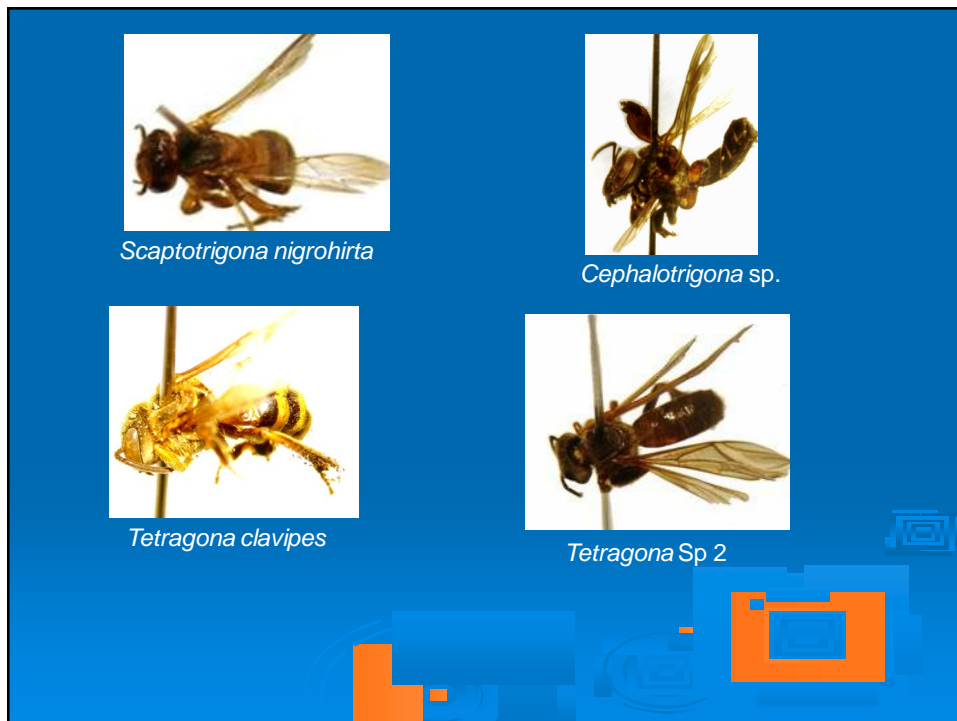 Scaptotrigona nigrohirta
Cephalotrigona sp.
Tetragona clavipes
Tetragona Sp 2